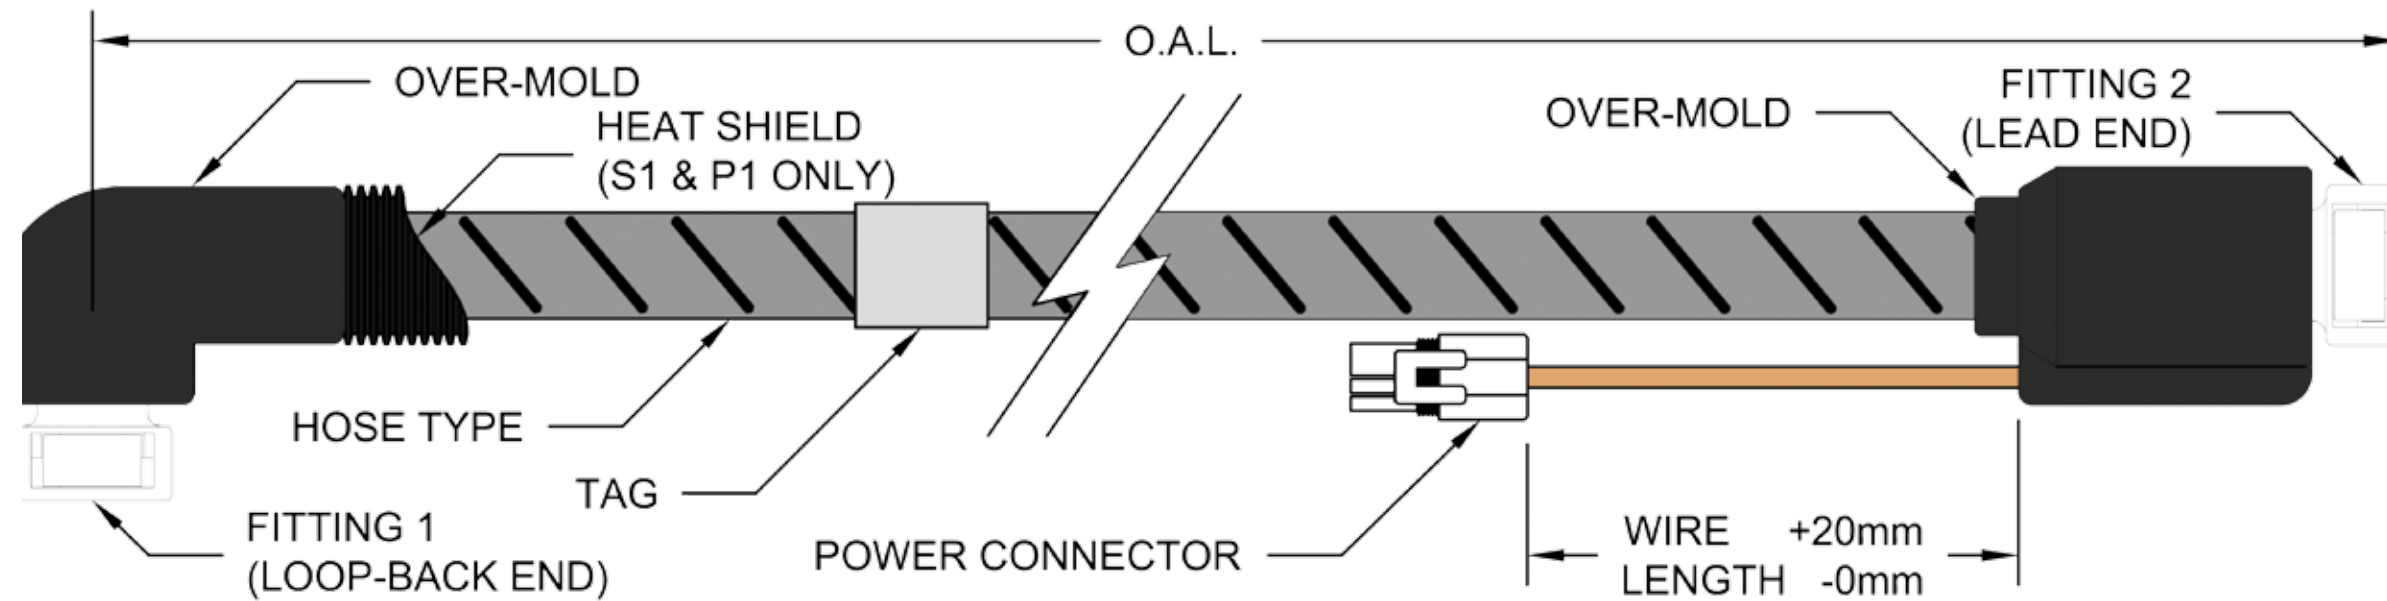 O.A.L.
OVER-MOLD
HEAT SHIELD
(S1 & P1 ONLY)
OVER-MOLD
FITTING 2
(LEAD END)
HOSE TYPE
TAG
FITTING 1
(LOOP-BACK END)
POWER CONNECTOR
WIRE +20mm
LENGTH -0mm